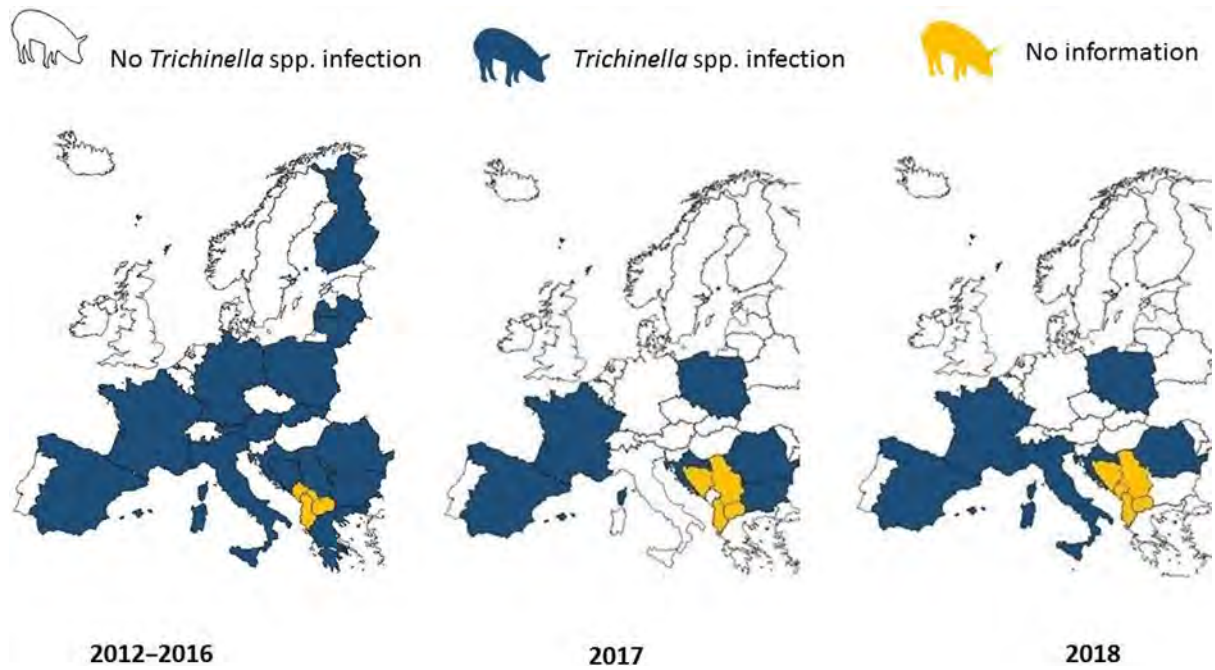 No Trichinella spp. infection
Trichinella spp. infection
No information
2012–2016
2017
2018